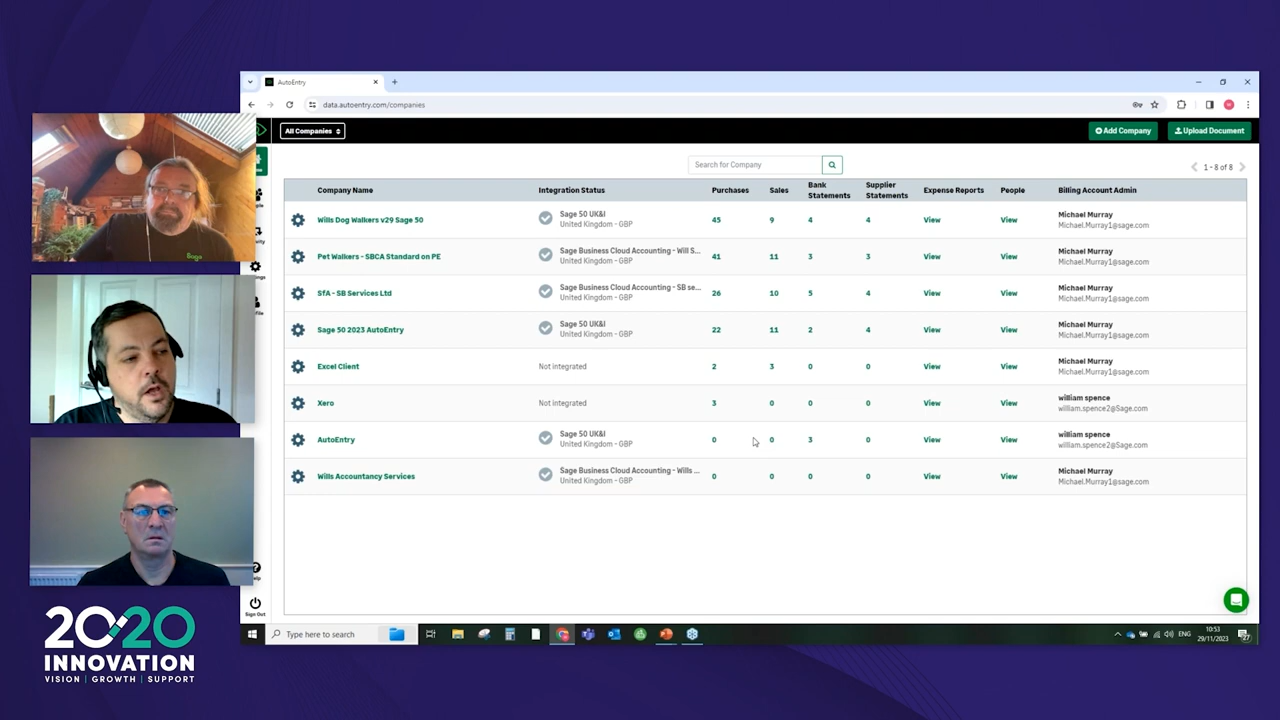 AutoEntry
data.autoentry.com/companies
All Companies
Add Company
Upload Document
Search for Company
1 - 8 of 8
Company Name Integration Status Purchases Sales Bank Statements Supplier Statements Expense Reports People Billing Account Admin
Wills Dog Walkers v29 Sage 50 Sage 50 UK&I 45 9 4 4 View View Michael Murray
United Kingdom - GBP Michael.Murray1@sage.com
Pet Walkers - SBCA Standard on PE Sage Business Cloud Accounting - Will S... 41 11 3 3 View View Michael Murray
United Kingdom - GBP Michael.Murray1@sage.com
SfA - SB Services Ltd Sage Business Cloud Accounting - SB se... 26 10 5 4 View View Michael Murray
United Kingdom - GBP Michael.Murray1@sage.com
Sage 50 2023 AutoEntry Sage 50 UK&I 22 11 2 4 View View Michael Murray
United Kingdom - GBP Michael.Murray1@sage.com
Excel Client Not integrated 2 3 0 0 View View Michael Murray
Michael.Murray1@sage.com
Xero Not integrated 3 0 0 0 View View william spence
william.spence2@Sage.com
AutoEntry Sage 50 UK&I 0 0 3 0 View View william spence
United Kingdom - GBP william.spence2@Sage.com
Wills Accountancy Services Sage Business Cloud Accounting - Wills ... 0 0 0 0 View View Michael Murray
United Kingdom - GBP Michael.Murray1@sage.com
Sign Out
Type here to search
ENG
10:53
29/11/2023
2020
INNOVATION
VISION | GROWTH | SUPPORT